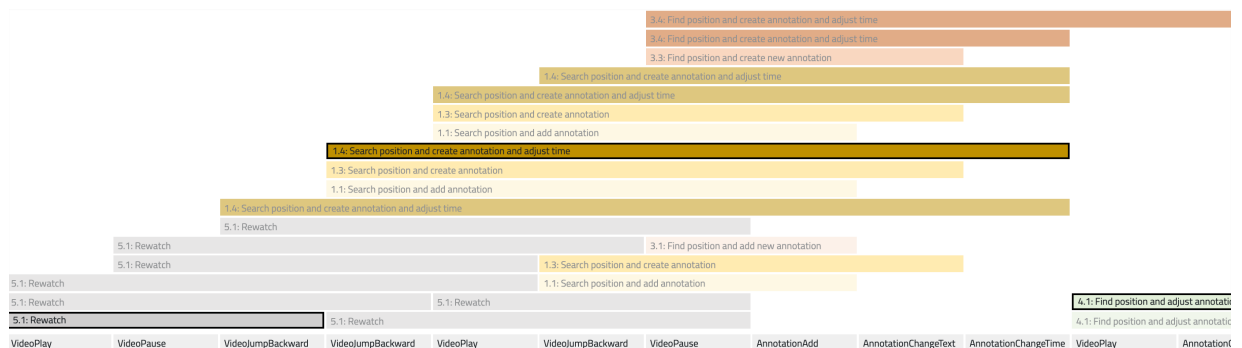 3.4: Find position and create annotation and adjust time
3.4: Find position and create annotation and adjust time
3.3: Find position and create new annotation
1.4: Search position and create annotation and adjust time
1.4: Search position and create annotation and adjust time
1.3: Search position and create annotation
1.1: Search position and add annotation
1.4: Search position and create annotation and adjust time
1.3: Search position and create annotation
1.1: Search position and add annotation
1.4: Search position and create annotation and adjust time
5.1: Rewatch
5.1: Rewatch 3.1: Find position and add new annotation
5.1: Rewatch 1.3: Search position and create annotation
5.1: Rewatch 1.1: Search position and add annotation
5.1: Rewatch 5.1: Rewatch 4.1: Find position and adjust annotatio
5.1: Rewatch 5.1: Rewatch 4.1: Find position and adjust annotatio
VideoPlay VideoPause VideoJumpBackward VideoJumpBackward VideoPlay VideoJumpBackward VideoPause AnnotationAdd AnnotationChangeText AnnotationChangeTime VideoPlay AnnotationC